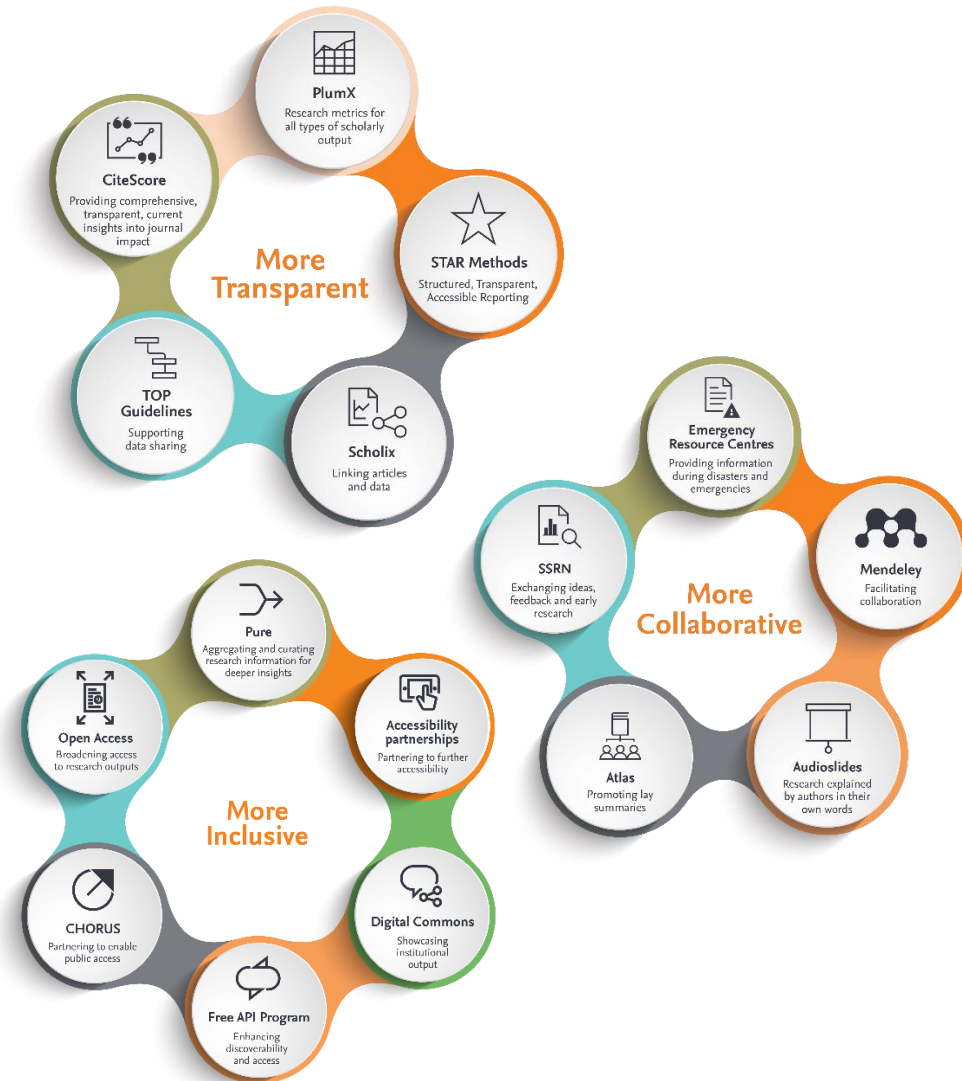 PlumX
Research metrics for
all types of scholarly
output
CiteScore
Providing comprehensive,
transparent, current
insights into journal
impact
STAR Methods
Structured, Transparent,
Accessible Reporting
More
Transparent
TOP
Guidelines
Supporting
data sharing
Scholix
Linking articles
and data
Emergency
Resource Centres
Providing information
during disasters and
emergencies
SSRN
Exchanging ideas,
feedback and early
research
Mendeley
Facilitating
collaboration
More
Collaborative
Atlas
Promoting lay
summaries
Audioslides
Research explained
by authors in their
own words
Pure
Aggregating and curating
research information for
deeper insights
Open Access
Broadening access
to research outputs
Accessibility
partnerships
Partnering to further
accessibility
More
Inclusive
CHORUS
Partnering to enable
public access
Digital Commons
Showcasing
institutional
output
Free API Program
Enhancing
discoverability
and access